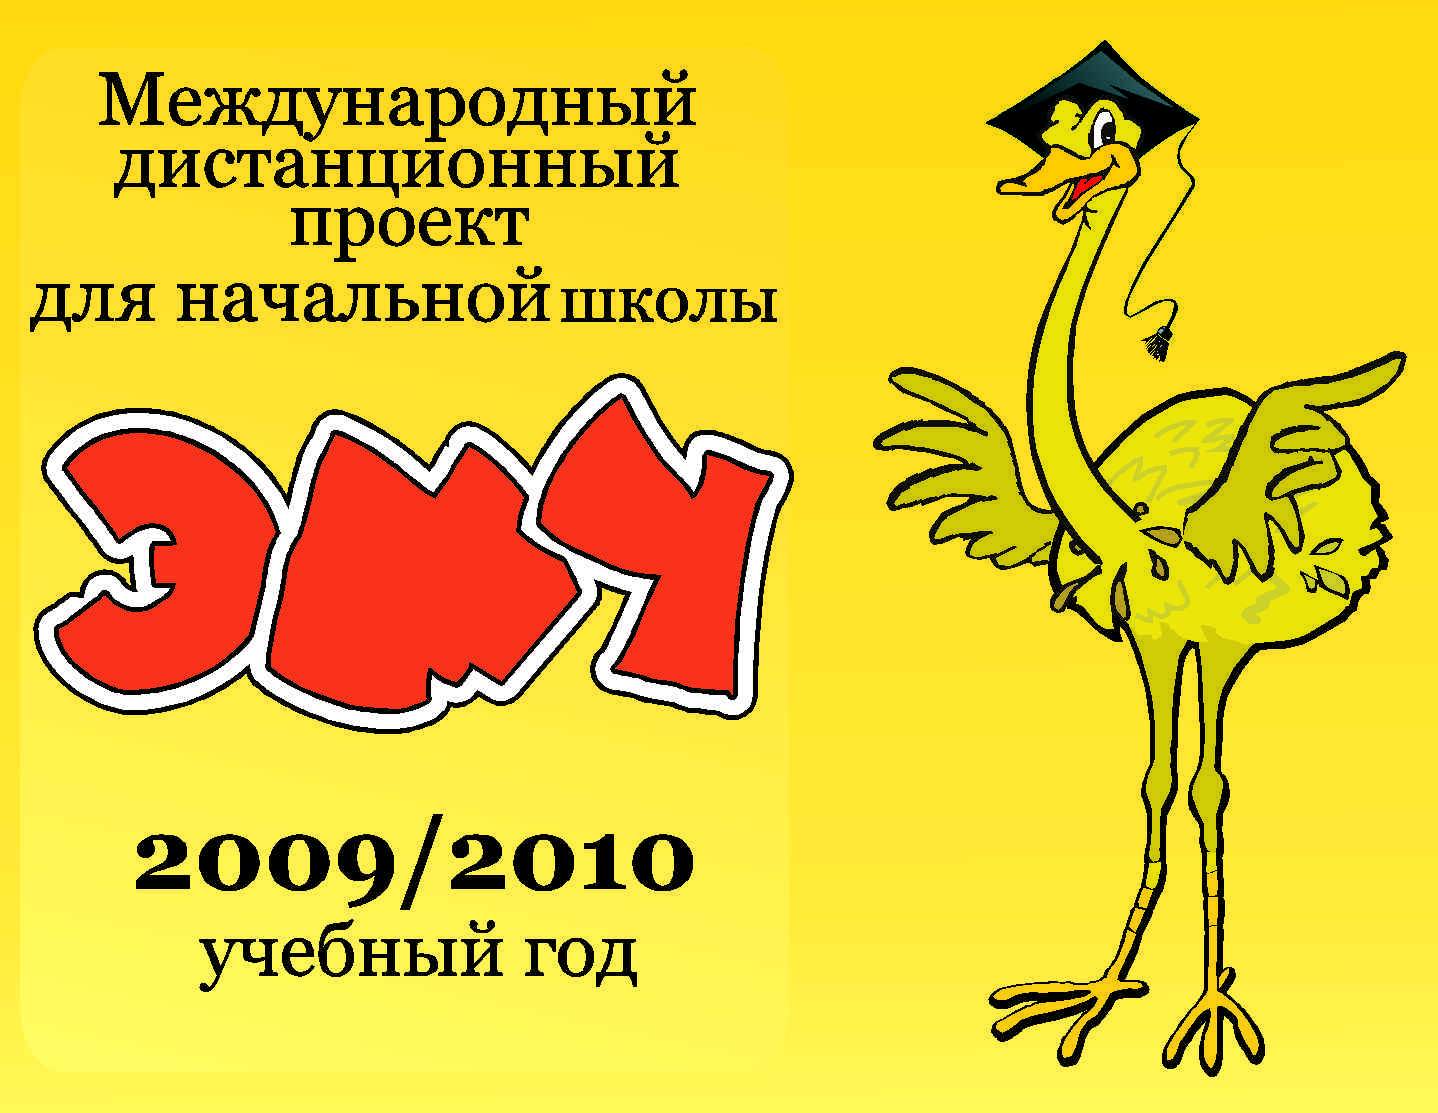 Международный
дистанционный
проект
для начальной школы
ЭМУ
2009/2010
учебный год